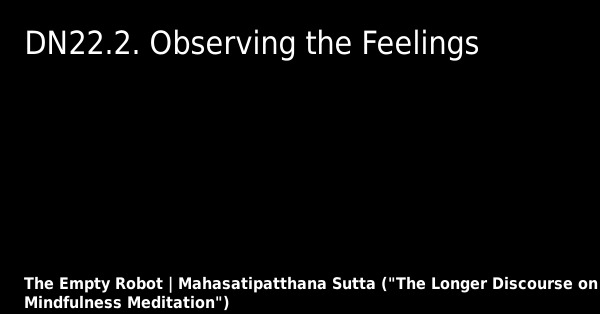 DN22.2. Observing the Feelings
The Empty Robot | Mahasatipatthana Sutta ("The Longer Discourse on
Mindfulness Meditation")